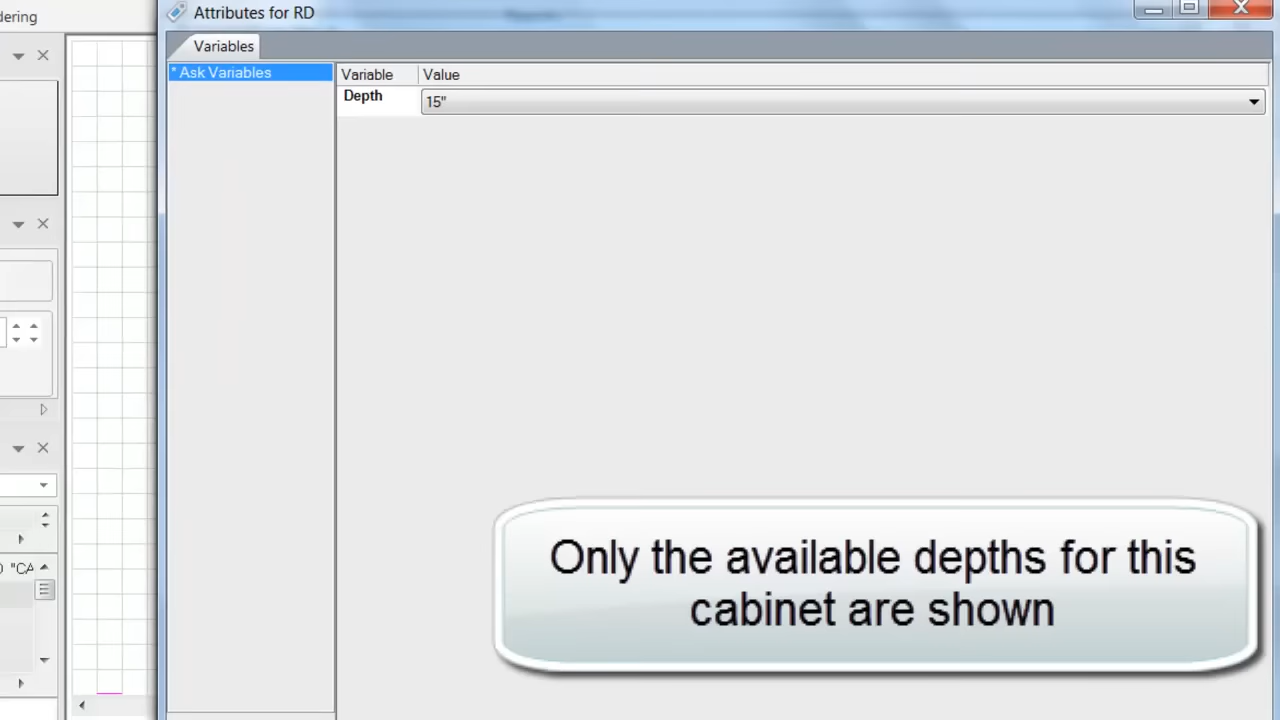 dering
Attributes for RD
Variables
* Ask Variables
Variable Value
Depth 15"
"CA
Only the available depths for this
cabinet are shown